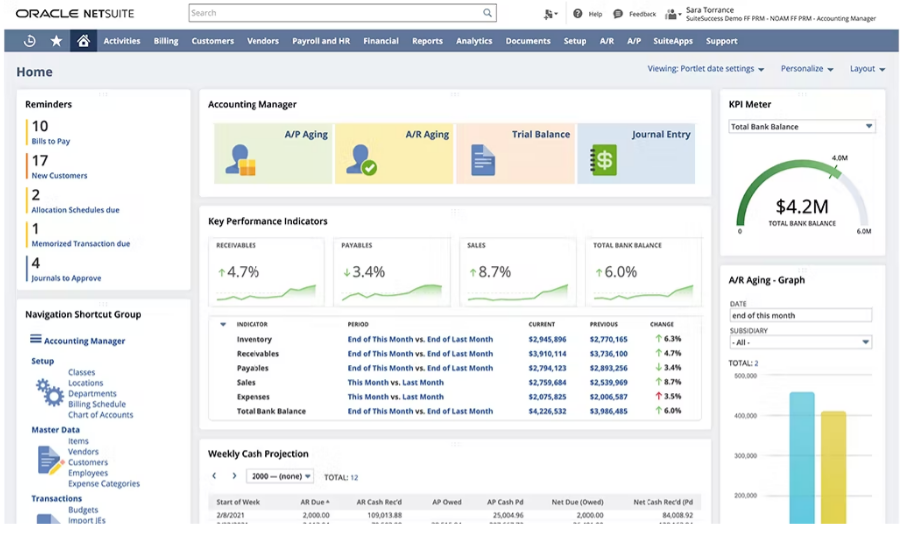 ORACLE NETSUITE
Search
Help
Feedback
Sara Torrance
SuiteSuccess Demo FF PRM - NOAM FF PRM - Accounting Manager
Activities Billing Customers Vendors Payroll and HR Financial Reports Analytics Documents Setup A/R A/P SuiteApps Support
Home
Viewing: Portlet date settings Personalize Layout
Reminders
10
Bills to Pay
17
New Customers
2
Allocation Schedules due
1
Memorized Transaction due
4
Journals to Approve
Navigation Shortcut Group
Accounting Manager
Setup
Classes
Locations
Departments
Billing Schedule
Chart of Accounts
Master Data
Items
Vendors
Customers
Employees
Expense Categories
Transactions
Budgets
Import JEs
Accounting Manager
A/P Aging A/R Aging Trial Balance Journal Entry
Key Performance Indicators
RECEIVABLES PAYABLES SALES TOTAL BANK BALANCE
↑4.7% ↓3.4% ↑8.7% ↑6.0%
INDICATOR PERIOD CURRENT PREVIOUS CHANGE
Inventory End of This Month vs. End of Last Month $2,945,896 $2,770,165 ↑ 6.3%
Receivables End of This Month vs. End of Last Month $3,910,114 $3,736,100 ↑ 4.7%
Payables End of This Month vs. End of Last Month $2,794,123 $2,893,256 ↓ 3.4%
Sales This Month vs. Last Month $2,759,684 $2,539,969 ↑ 8.7%
Expenses This Month vs. Last Month $2,075,825 $2,006,587 ↑ 3.5%
Total Bank Balance End of This Month vs. End of Last Month $4,226,532 $3,986,485 ↑ 6.0%
Weekly Cash Projection
2000 — (none) TOTAL: 12
Start of Week AR Due AR Cash Rec'd AP Owed AP Cash Pd Net Due (Owed) Net Cash Rec'd (Pd
2/8/2021 2,000.00 109,013.88 25,004.96 2,000.00 84,008.92
KPI Meter
Total Bank Balance
4.0M
$4.2M
TOTAL BANK BALANCE
0 6.0M
A/R Aging - Graph
DATE
end of this month
SUBSIDIARY
- All -
TOTAL: 2
500,000
400,000
300,000
200,000